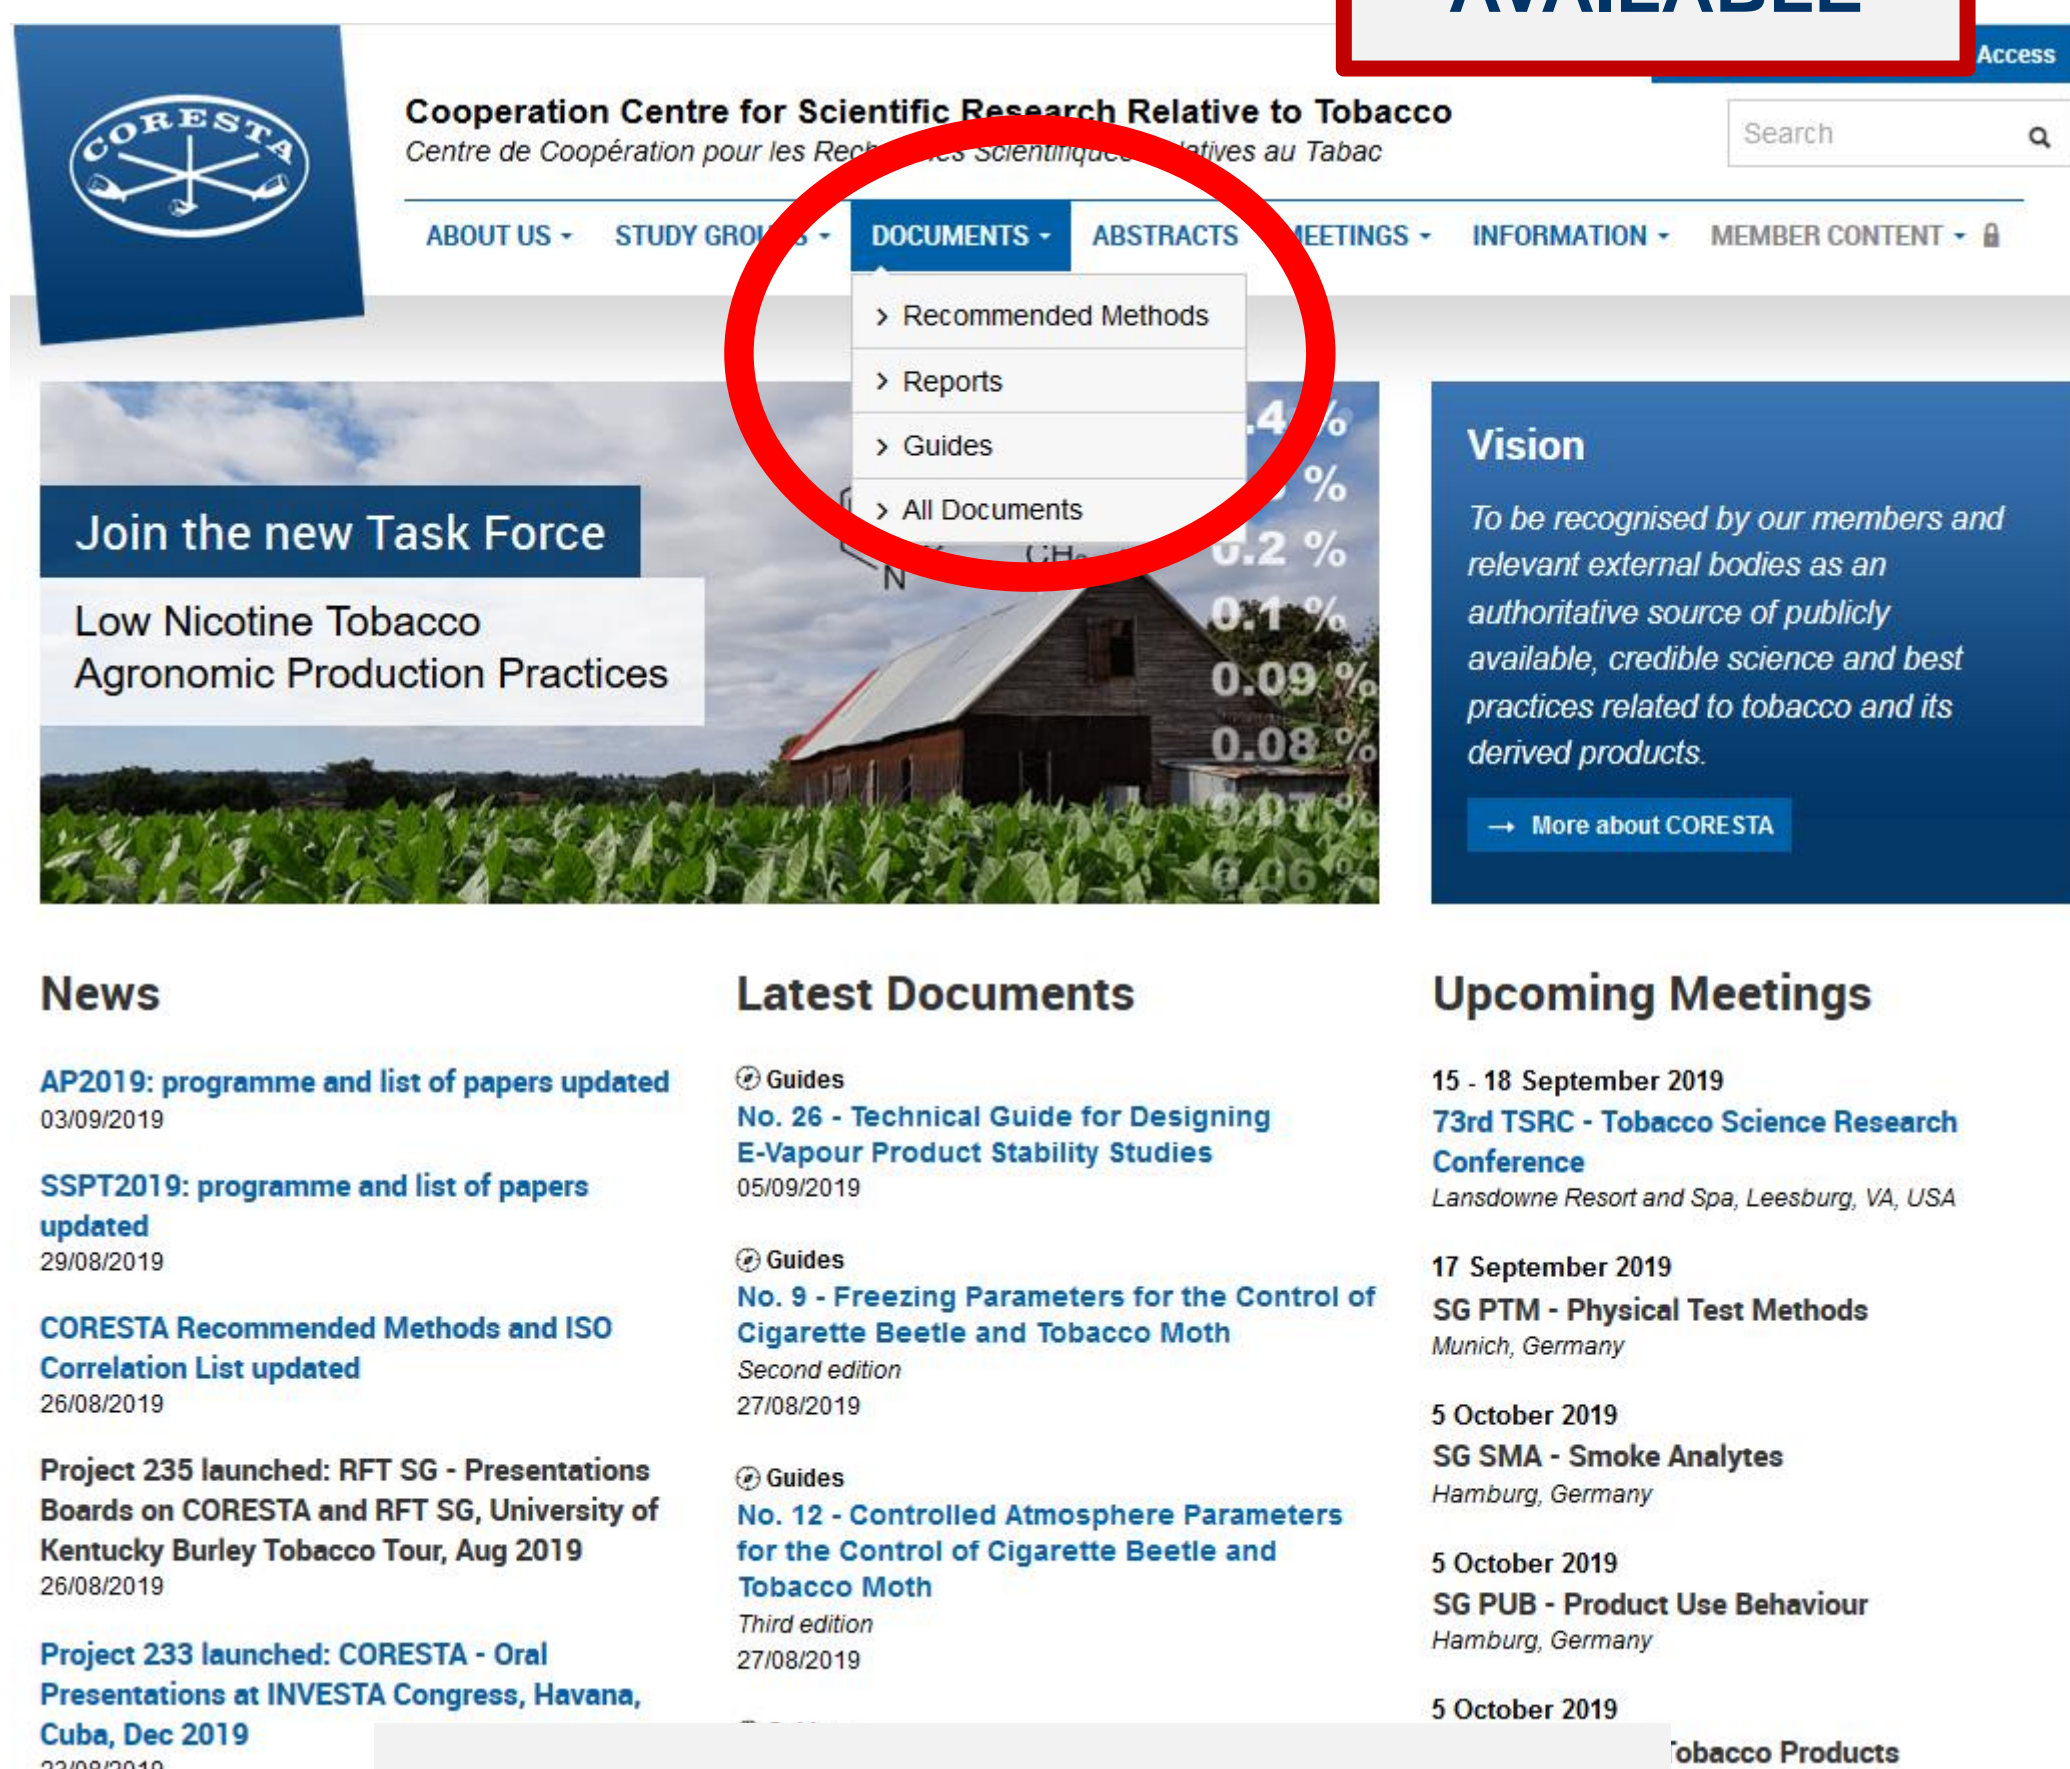 AVAILABLE
Access
CORESTA
Cooperation Centre for Scientific Research Relative to Tobacco
Centre de Coopération pour les Scientifiques au Tabac
Search
ABOUT US
STUDY
DOCUMENTS
ABSTRACTS
MEETINGS
INFORMATION
MEMBER CONTENT
> Recommended Methods
> Reports
> Guides
> All Documents
Join the new Task Force
Low Nicotine Tobacco
Agronomic Production Practices
N
%
0.2 %
0.1 %
0.09 %
0.08 %
0.07 %
0.06 %
Vision
To be recognised by our members and
relevant external bodies as an
authoritative source of publicly
available, credible science and best
practices related to tobacco and its
derived products.
→ More about CORESTA
News
AP2019: programme and list of papers updated
03/09/2019
SSPT2019: programme and list of papers
updated
29/08/2019
CORESTA Recommended Methods and ISO
Correlation List updated
26/08/2019
Project 235 launched: RFT SG - Presentations
Boards on CORESTA and RFT SG, University of
Kentucky Burley Tobacco Tour, Aug 2019
26/08/2019
Project 233 launched: CORESTA - Oral
Presentations at INVESTA Congress, Havana,
Cuba, Dec 2019
Latest Documents
Guides
No. 26 - Technical Guide for Designing
E-Vapour Product Stability Studies
05/09/2019
Guides
No. 9 - Freezing Parameters for the Control of
Cigarette Beetle and Tobacco Moth
Second edition
27/08/2019
Guides
No. 12 - Controlled Atmosphere Parameters
for the Control of Cigarette Beetle and
Tobacco Moth
Third edition
27/08/2019
Upcoming Meetings
15 - 18 September 2019
73rd TSRC - Tobacco Science Research
Conference
Lansdowne Resort and Spa, Leesburg, VA, USA
17 September 2019
SG PTM - Physical Test Methods
Munich, Germany
5 October 2019
SG SMA - Smoke Analytes
Hamburg, Germany
5 October 2019
SG PUB - Product Use Behaviour
Hamburg, Germany
5 October 2019
Tobacco Products